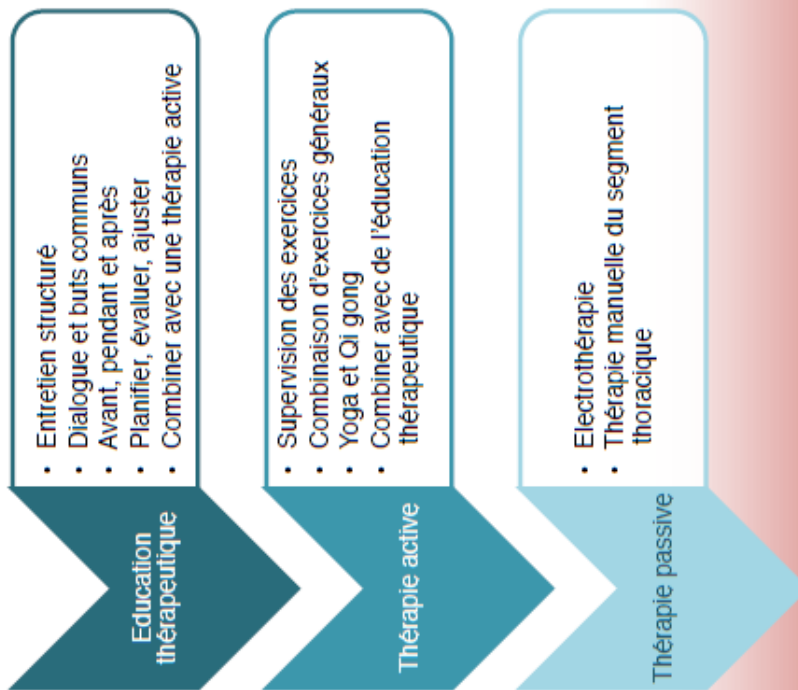 Education
thérapeutique
• Entretien structuré
• Dialogue et buts communs
• Avant, pendant et après
• Planifier, évaluer, ajuster
• Combiner avec une thérapie active
Thérapie active
• Supervision des exercices
• Combinaison d'exercices généraux
• Yoga et Qi gong
• Combiner avec de l'éducation
thérapeutique
Thérapie passive
• Electrothérapie
• Thérapie manuelle du segment
thoracique